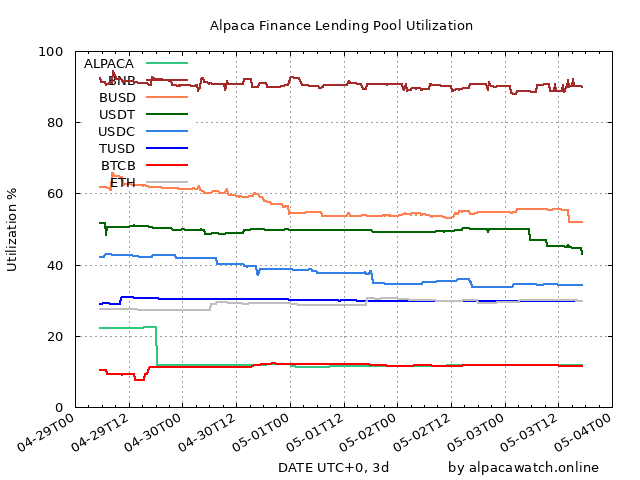 Alpaca Finance Lending Pool Utilization
100
80
60
40
20
0
Utilization %
ALPACA
BNB
BUSD
USDT
USDC
TUSD
BTCB
ETH
04-29T00
04-29T12
04-30T00
04-30T12
05-01T00
05-01T12
05-02T00
05-02T12
05-03T00
05-03T12
05-04T00
DATE UTC+0, 3d
by alpacawatch.online